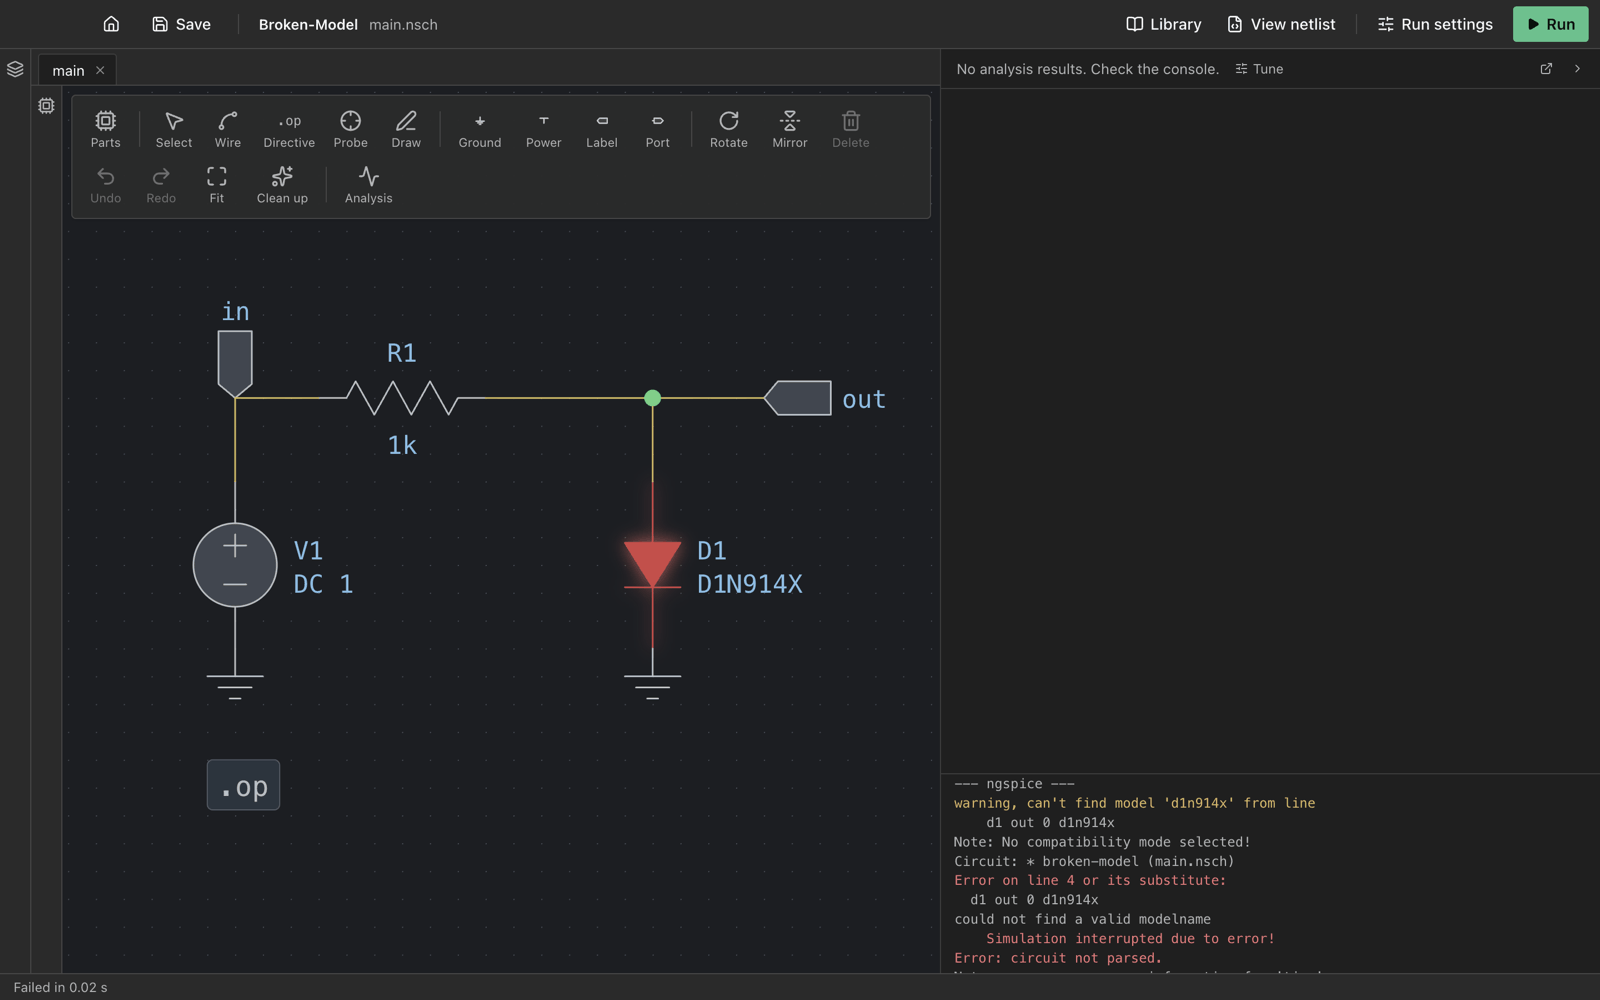 Save
Broken-Model main.nsch
Library
View netlist
Run settings
Run
main
No analysis results. Check the console.
Tune
Parts
Select
Wire
.op
Directive
Probe
Draw
Ground
Power
Label
Port
Rotate
Mirror
Delete
Undo
Redo
Fit
Clean up
Analysis
in
R1
1k
out
V1
DC 1
D1
D1N914X
.op
--- ngspice ---
warning, can't find model 'd1n914x' from line
d1 out 0 d1n914x
Note: No compatibility mode selected!
Circuit: * broken-model (main.nsch)
Error on line 4 or its substitute:
d1 out 0 d1n914x
could not find a valid modelname
Simulation interrupted due to error!
Error: circuit not parsed.
Failed in 0.02 s